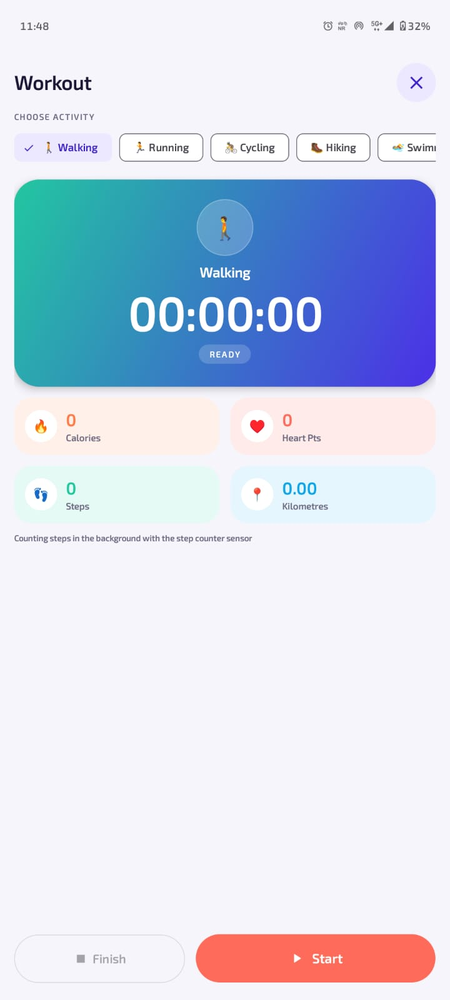 11:48
Vo NR 5G+ 32%
Workout
CHOOSE ACTIVITY
Walking Running Cycling Hiking Swimm
Walking
00:00:00
READY
0
Calories
0
Heart Pts
0
Steps
0.00
Kilometres
Counting steps in the background with the step counter sensor
Finish Start